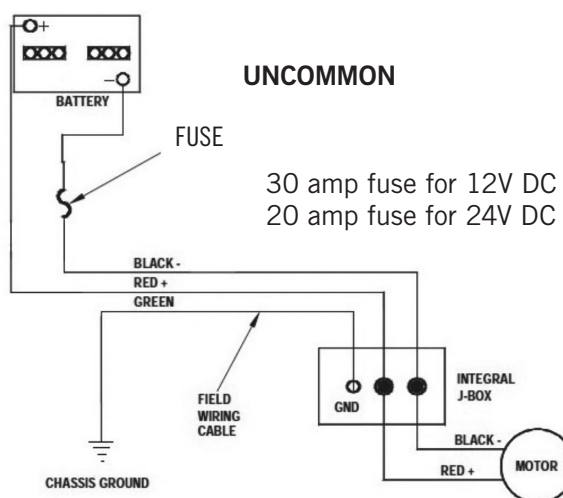 +
−
BATTERY
UNCOMMON
FUSE
30 amp fuse for 12V DC
20 amp fuse for 24V DC
BLACK -
RED +
GREEN
FIELD
WIRING
CABLE
GND
INTEGRAL
J-BOX
BLACK -
RED +
MOTOR
CHASSIS GROUND